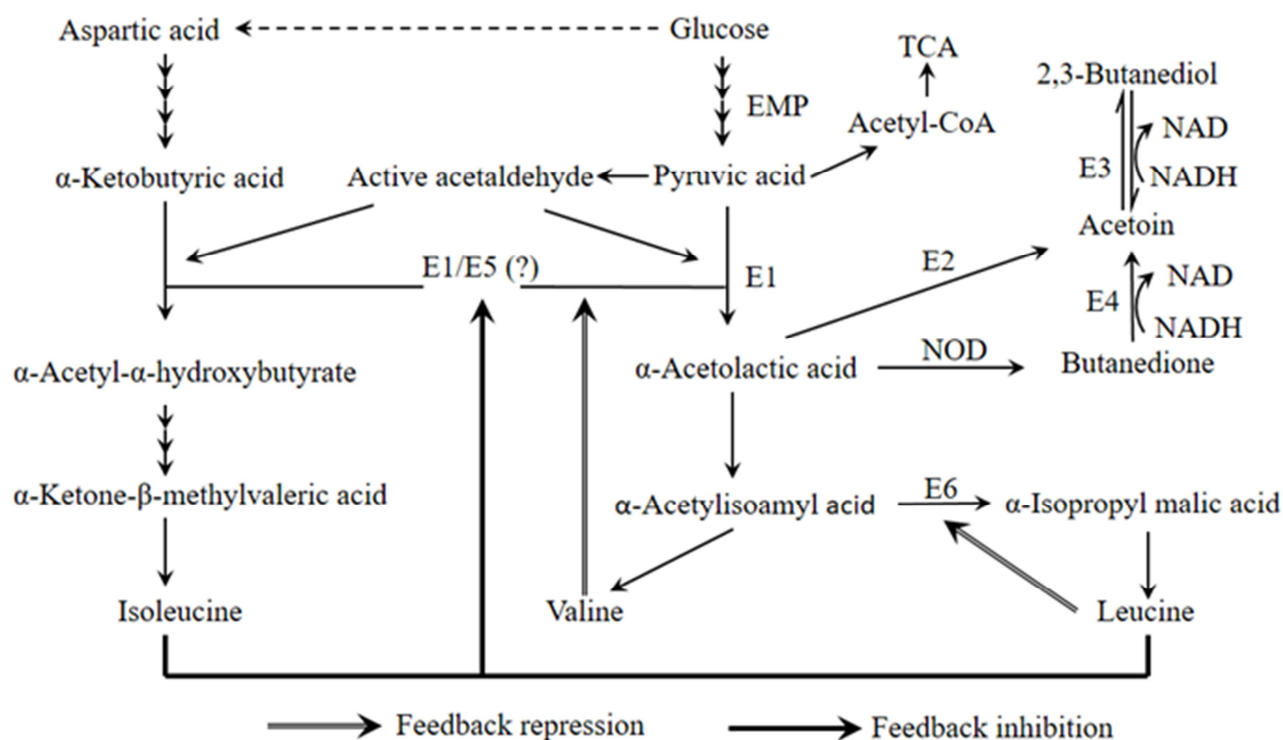 Aspartic acid
Glucose
TCA
2,3-Butanediol
EMP
Acetyl-CoA
NAD
E3
NADH
α-Ketobutyric acid
Active acetaldehyde
Pyruvic acid
Acetoin
E1/E5 (?)
E1
E2
NAD
E4
NADH
α-Acetyl-α-hydroxybutyrate
α-Acetolactic acid
NOD
Butanedione
α-Ketone-β-methylvaleric acid
α-Acetylisoamyl acid
E6
α-Isopropyl malic acid
Isoleucine
Valine
Leucine
Feedback repression
Feedback inhibition